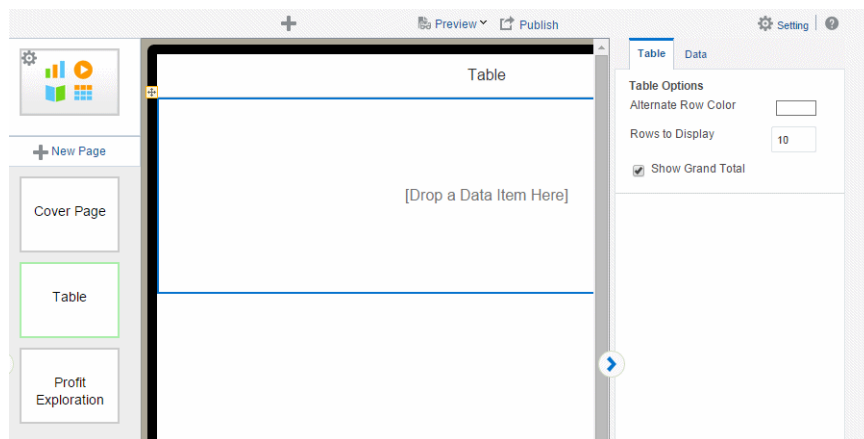 Preview
Publish
Setting
New Page
Cover Page
Table
Profit
Exploration
Table
[Drop a Data Item Here]
Table
Data
Table Options
Alternate Row Color
Rows to Display
10
Show Grand Total